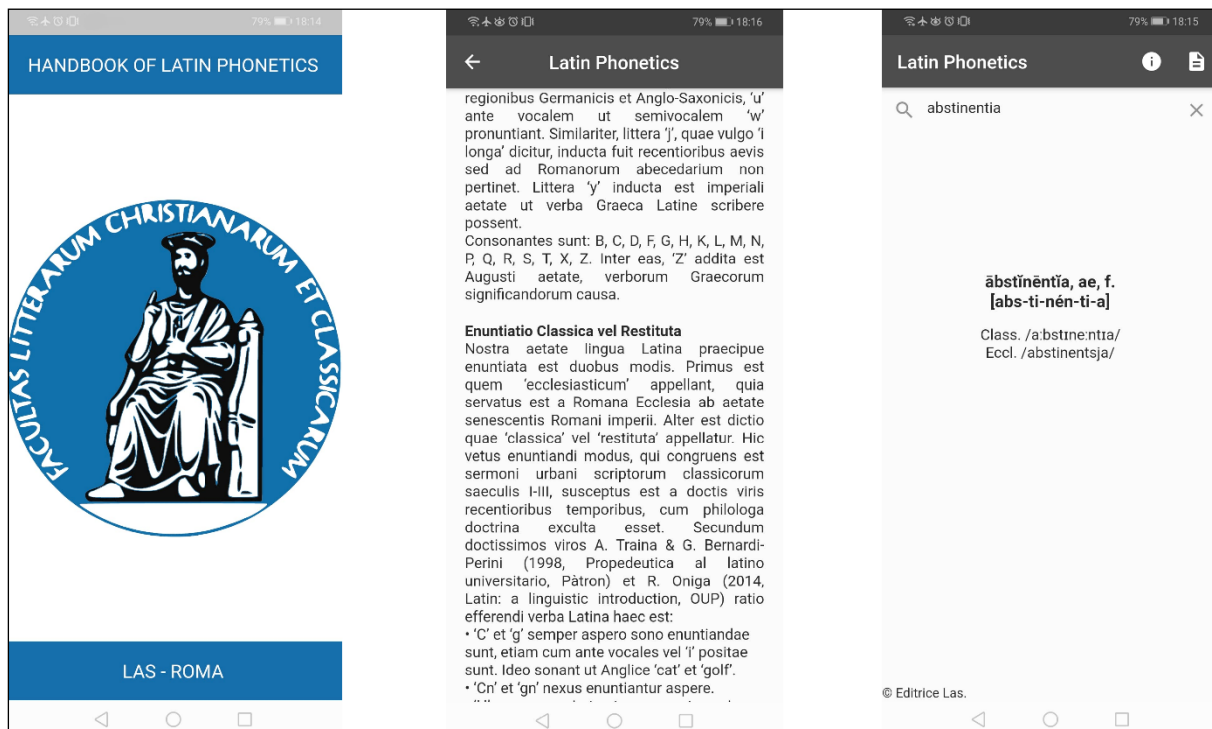 79% 18:14
HANDBOOK OF LATIN PHONETICS
FACULTAS LITTERARUM CHRISTIANARUM ET CLASSICARUM
LAS - ROMA
79% 18:16
Latin Phonetics
regionibus Germanicis et Anglo-Saxonicis, ‘u’
ante vocalem ut semivocalem ‘w’
pronuntiant. Similariter, littera ‘j’, quae vulgo ‘i
longa’ dicitur, inducta fuit recentioribus aevis
sed ad Romanorum abecedarium non
pertinet. Littera ‘y’ inducta est imperiali
aetate ut verba Graeca Latine scribere
possent.
Consonantes sunt: B, C, D, F, G, H, K, L, M, N,
P, Q, R, S, T, X, Z. Inter eas, ‘Z’ addita est
Augusti aetate, verborum Graecorum
significandorum causa.
Enuntiatio Classica vel Restituta
Nostra aetate lingua Latina praecipue
enuntiata est duobus modis. Primus est
quem ‘ecclesiasticum’ appellant, quia
servatus est a Romana Ecclesia ab aetate
senescentis Romani imperii. Alter est dictio
quae ‘classica’ vel ‘restituta’ appellatur. Hic
vetus enuntiandi modus, qui congruens est
sermoni urbani scriptorum classicorum
saeculis I-III, susceptus est a doctis viris
recentioribus temporibus, cum philologa
doctrina exculta esset. Secundum
doctissimos viros A. Traina & G. Bernardi-
Perini (1998, Propedeutica al latino
universitario, Pàtron) et R. Oniga (2014,
Latin: a linguistic introduction, OUP) ratio
efferendi verba Latina haec est:
• ‘C’ et ‘g’ semper aspero sono enuntiandae
sunt, etiam cum ante vocales vel ‘i’ positae
sunt. Ideo sonant ut Anglice ‘cat’ et ‘golf’.
• ‘Cn’ et ‘gn’ nexus enuntiantur aspere.
79% 18:15
Latin Phonetics
abstinentia
ābstĭnēntĭa, ae, f.
[abs-ti-nén-ti-a]
Class. /a:bstɪne:ntɪa/
Eccl. /abstinentsja/
© Editrice Las.